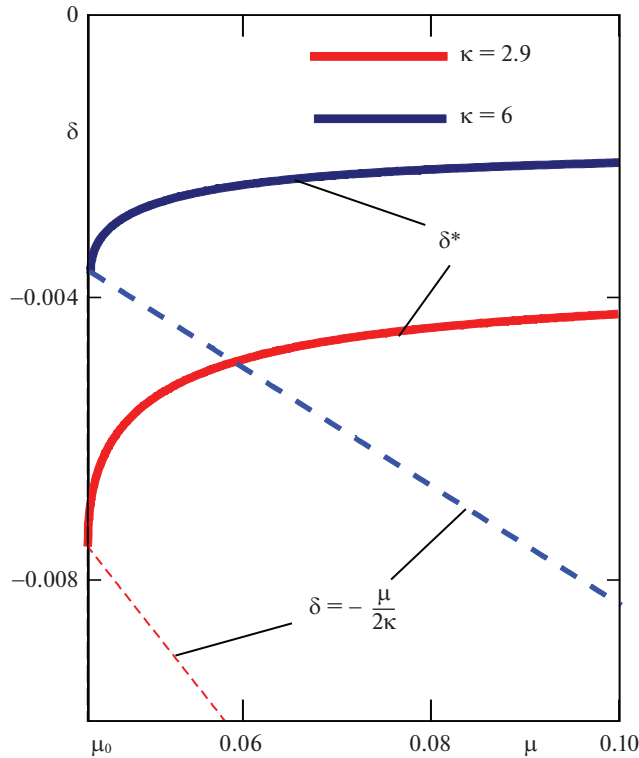 0
κ = 2.9
κ = 6
δ
δ*
−0.004
−0.008
δ = − μ/2κ
μ₀ 0.06 0.08 μ 0.10